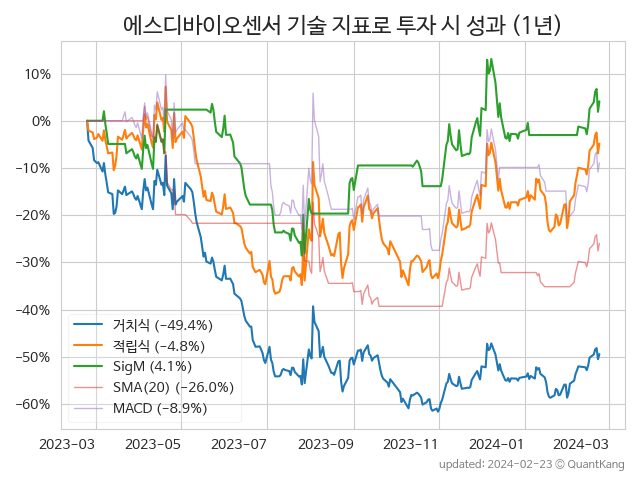 에스디바이오센서 기술 지표로 투자 시 성과 (1년)
10%
0%
−10%
−20%
−30%
−40%
−50%
−60%
거치식 (−49.4%)
적립식 (−4.8%)
SigM (4.1%)
SMA(20) (−26.0%)
MACD (−8.9%)
2023−03 2023−05 2023−07 2023−09 2023−11 2024−01 2024−03
updated: 2024−02−23 © QuantKang